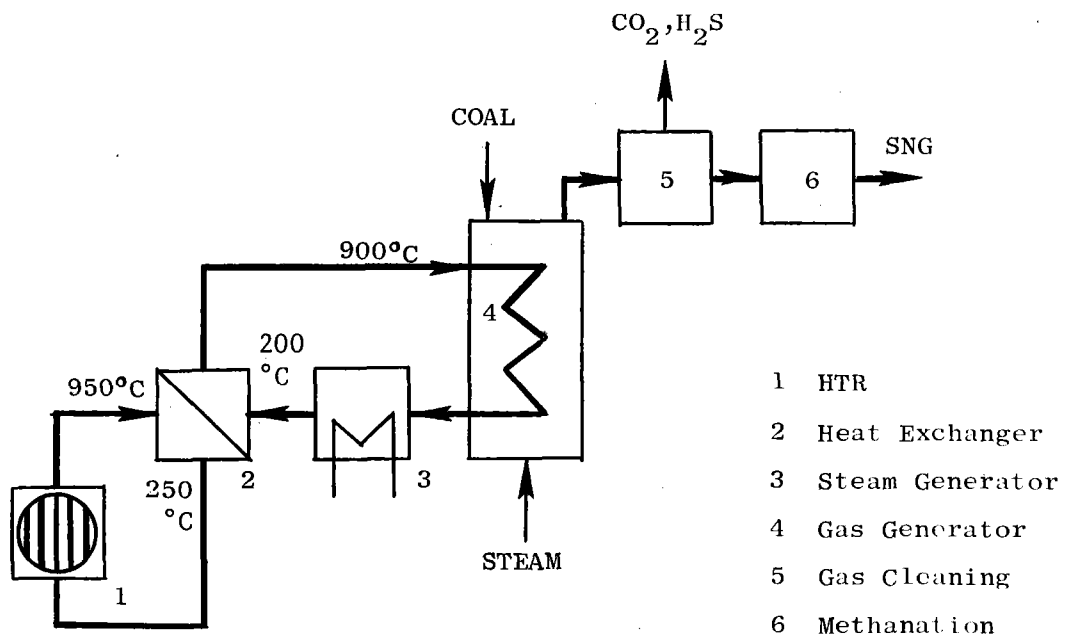 CO2,H2S
COAL
SNG
5
6
900°C
4
200
°C
950°C
2
3
250
°C
1
STEAM
1 HTR
2 Heat Exchanger
3 Steam Generator
4 Gas Generator
5 Gas Cleaning
6 Methanation